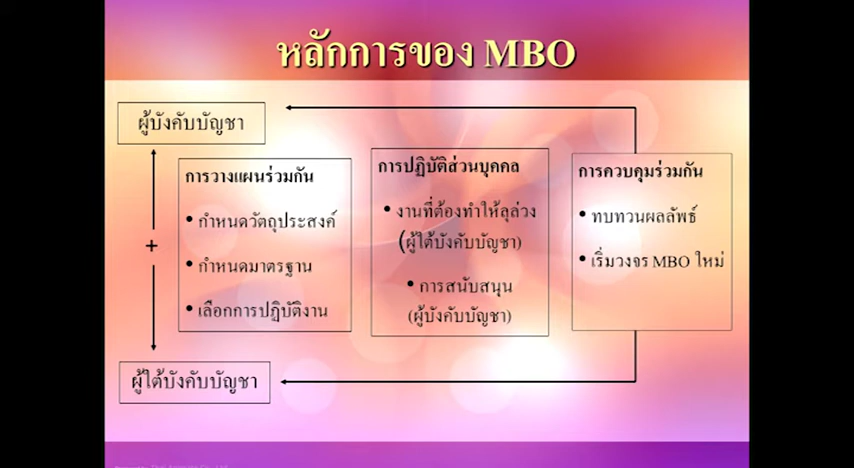 หลักการของ MBO
ผู้บังคับบัญชา
+
ผู้ใต้บังคับบัญชา
การวางแผนร่วมกัน
• กำหนดวัตถุประสงค์
• กำหนดมาตรฐาน
• เลือกการปฏิบัติงาน
การปฏิบัติส่วนบุคคล
• งานที่ต้องทำให้ลุล่วง
(ผู้ใต้บังคับบัญชา)
• การสนับสนุน
(ผู้บังคับบัญชา)
การควบคุมร่วมกัน
• ทบทวนผลลัพธ์
• เริ่มวงจร MBO ใหม่